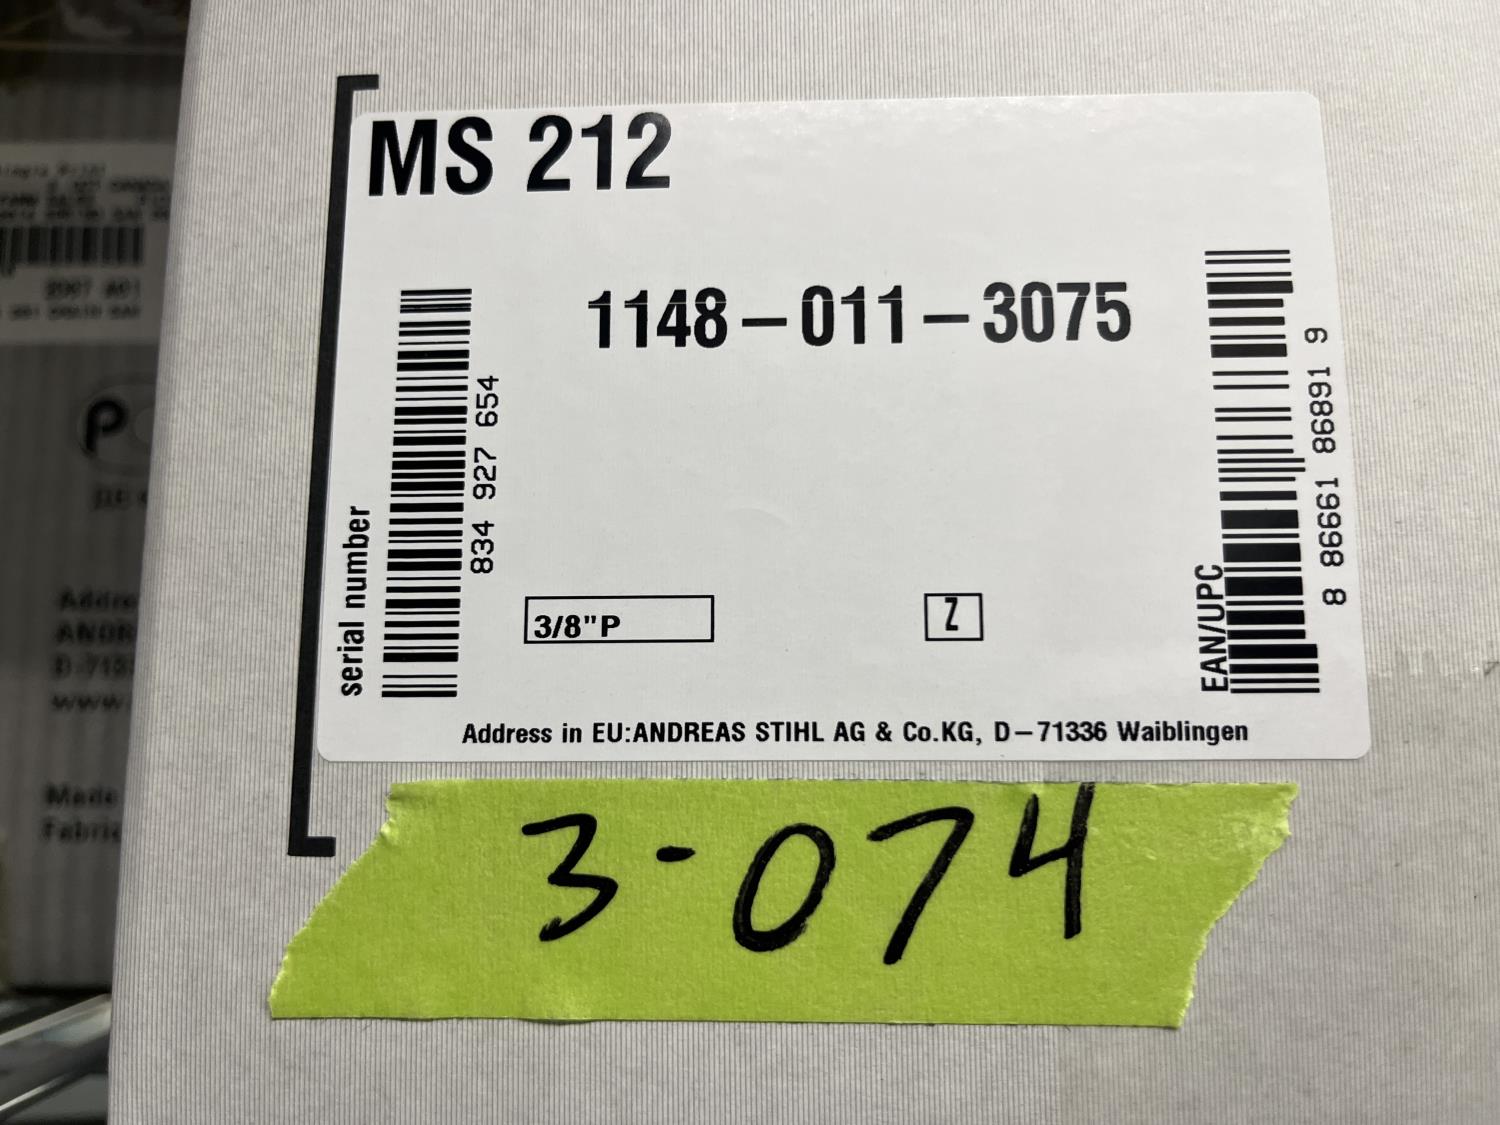 MS 212
1148-011-3075
serial number
834 927 654
3/8"P
Z
EAN/UPC
8 86661 86891 9
Address in EU:ANDREAS STIHL AG & Co.KG, D-71336 Waiblingen
3-074
Made